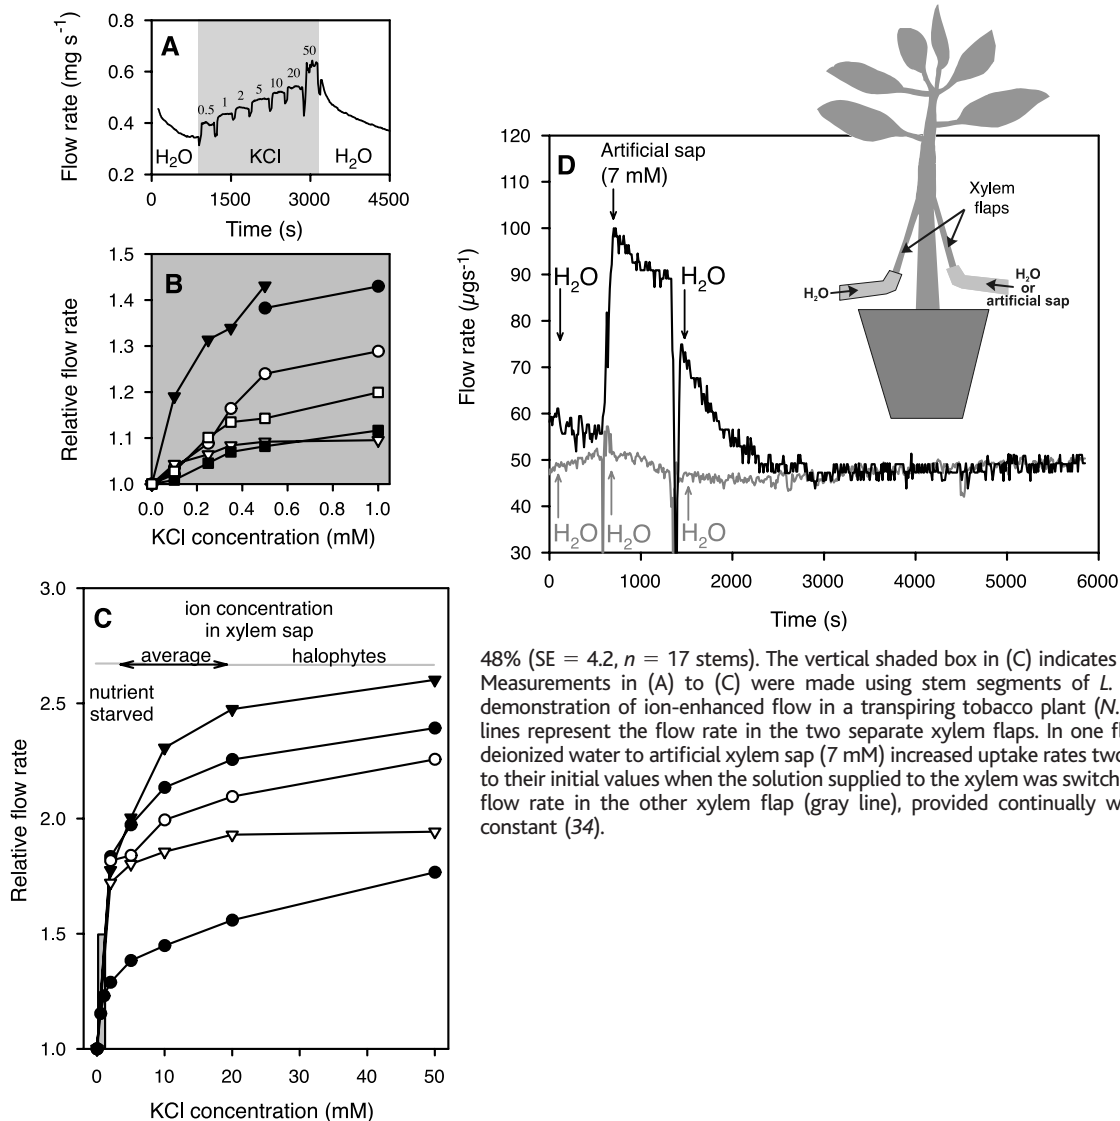 A
Flow rate (mg s⁻¹)
0.8
0.6
0.4
0.2
0.5
1
2
5
10
20
50
H₂O
KCl
H₂O
0
1500
3000
4500
Time (s)
B
Relative flow rate
1.5
1.4
1.3
1.2
1.1
1.0
0.0
0.2
0.4
0.6
0.8
1.0
KCl concentration (mM)
C
Relative flow rate
3.0
2.5
2.0
1.5
1.0
ion concentration
in xylem sap
average
halophytes
nutrient
starved
0
10
20
30
40
50
KCl concentration (mM)
D
Flow rate (µgs⁻¹)
120
110
100
90
80
70
60
50
40
30
Artificial sap
(7 mM)
H₂O
H₂O
H₂O
H₂O
H₂O
0
1000
2000
3000
4000
5000
6000
Time (s)
Xylem
flaps
H₂O
H₂O
or
artificial sap
48% (SE = 4.2, n = 17 stems). The vertical shaded box in (C) indicates
Measurements in (A) to (C) were made using stem segments of L.
demonstration of ion-enhanced flow in a transpiring tobacco plant (N.
lines represent the flow rate in the two separate xylem flaps. In one fl
deionized water to artificial xylem sap (7 mM) increased uptake rates two
to their initial values when the solution supplied to the xylem was switch
flow rate in the other xylem flap (gray line), provided continually w
constant (34).